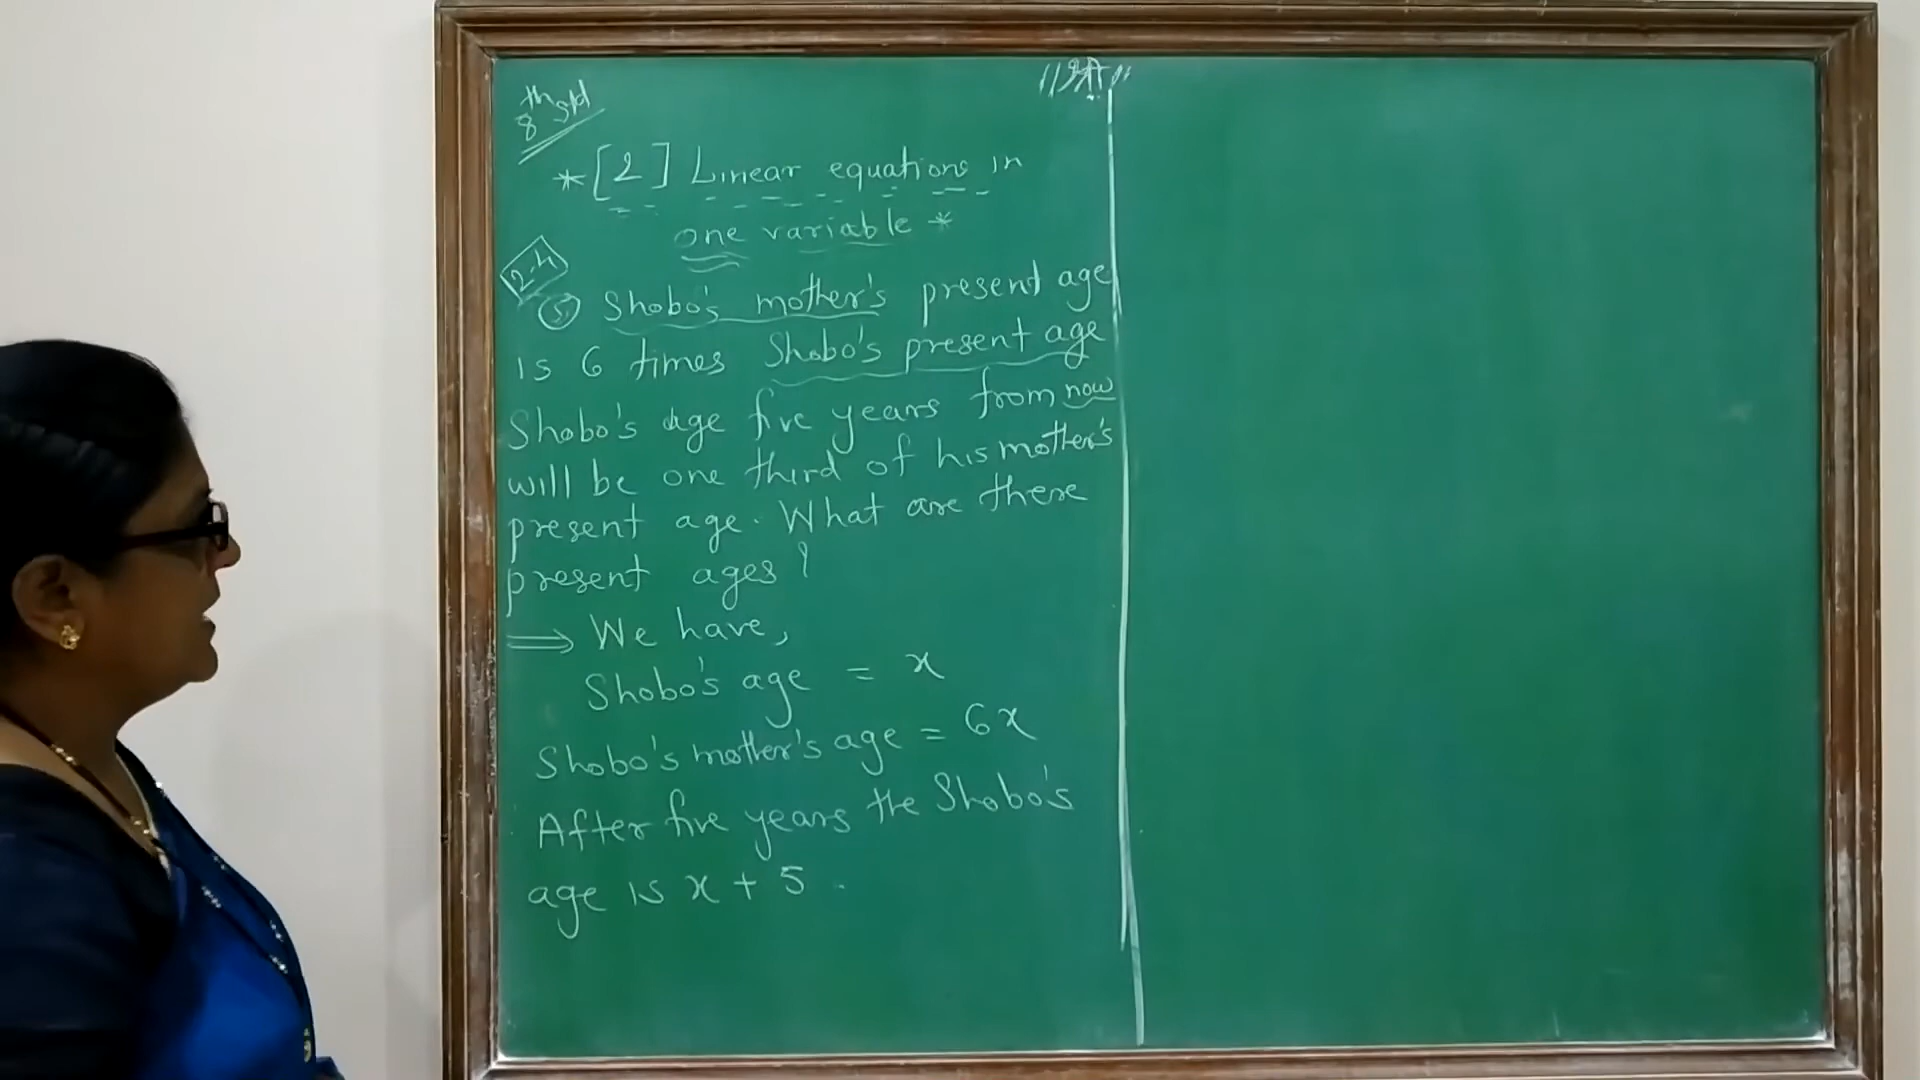 8th std
* [2] Linear equations in
one variable *
2.4
5) Shobo's mother's present age
is 6 times Shobo's present age
Shobo's age five years from now
will be one third of his mother's
present age. What are there
present ages?
⇒ We have,
Shobo's age = x
Shobo's mother's age = 6x
After five years the Shobo's
age is x + 5.